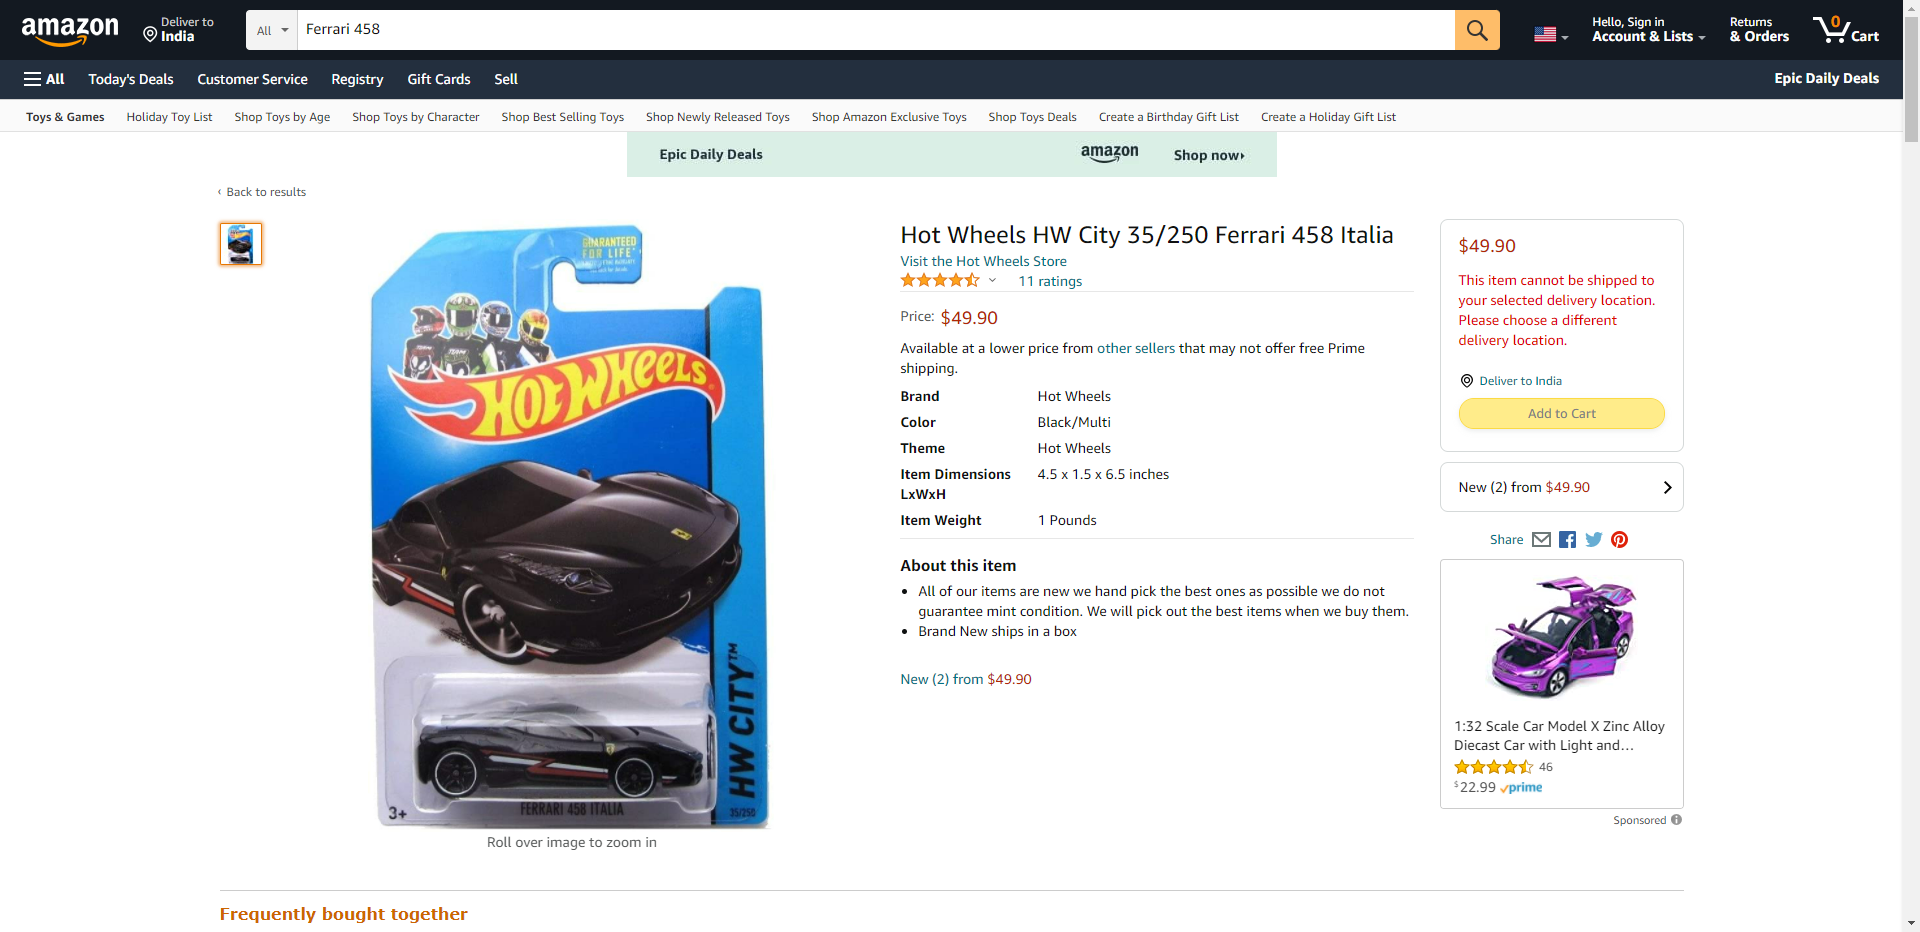 amazon
Deliver to
India
All
Ferrari 458
Hello, Sign in
Account & Lists
Returns
& Orders
0
Cart
All
Today's Deals
Customer Service
Registry
Gift Cards
Sell
Epic Daily Deals
Toys & Games
Holiday Toy List
Shop Toys by Age
Shop Toys by Character
Shop Best Selling Toys
Shop Newly Released Toys
Shop Amazon Exclusive Toys
Shop Toys Deals
Create a Birthday Gift List
Create a Holiday Gift List
Epic Daily Deals
amazon
Shop now
‹ Back to results
GUARANTEED
FOR LIFE
HOT WHEELS
HW CITY™
FERRARI 458 ITALIA
3+
35/250
Roll over image to zoom in
Hot Wheels HW City 35/250 Ferrari 458 Italia
Visit the Hot Wheels Store
11 ratings
Price: $49.90
Available at a lower price from other sellers that may not offer free Prime
shipping.
Brand Hot Wheels
Color Black/Multi
Theme Hot Wheels
Item Dimensions 4.5 x 1.5 x 6.5 inches
LxWxH
Item Weight 1 Pounds
About this item
• All of our items are new we hand pick the best ones as possible we do not
guarantee mint condition. We will pick out the best items when we buy them.
• Brand New ships in a box
New (2) from $49.90
$49.90
This item cannot be shipped to
your selected delivery location.
Please choose a different
delivery location.
Deliver to India
Add to Cart
New (2) from $49.90
Share
1:32 Scale Car Model X Zinc Alloy
Diecast Car with Light and...
46
$22.99 prime
Sponsored
Frequently bought together